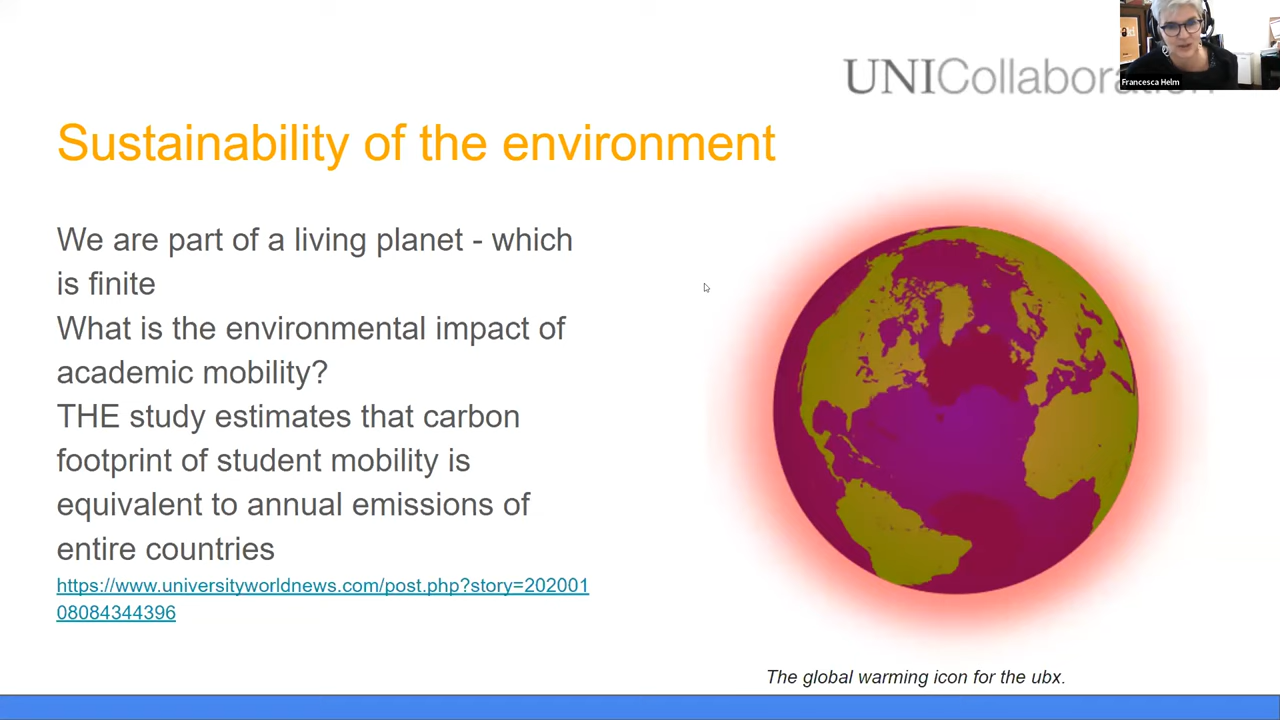 UNICollaboration
Francesca Helm
Sustainability of the environment
We are part of a living planet - which
is finite
What is the environmental impact of
academic mobility?
THE study estimates that carbon
footprint of student mobility is
equivalent to annual emissions of
entire countries
https://www.universityworldnews.com/post.php?story=202001
08084344396
The global warming icon for the ubx.